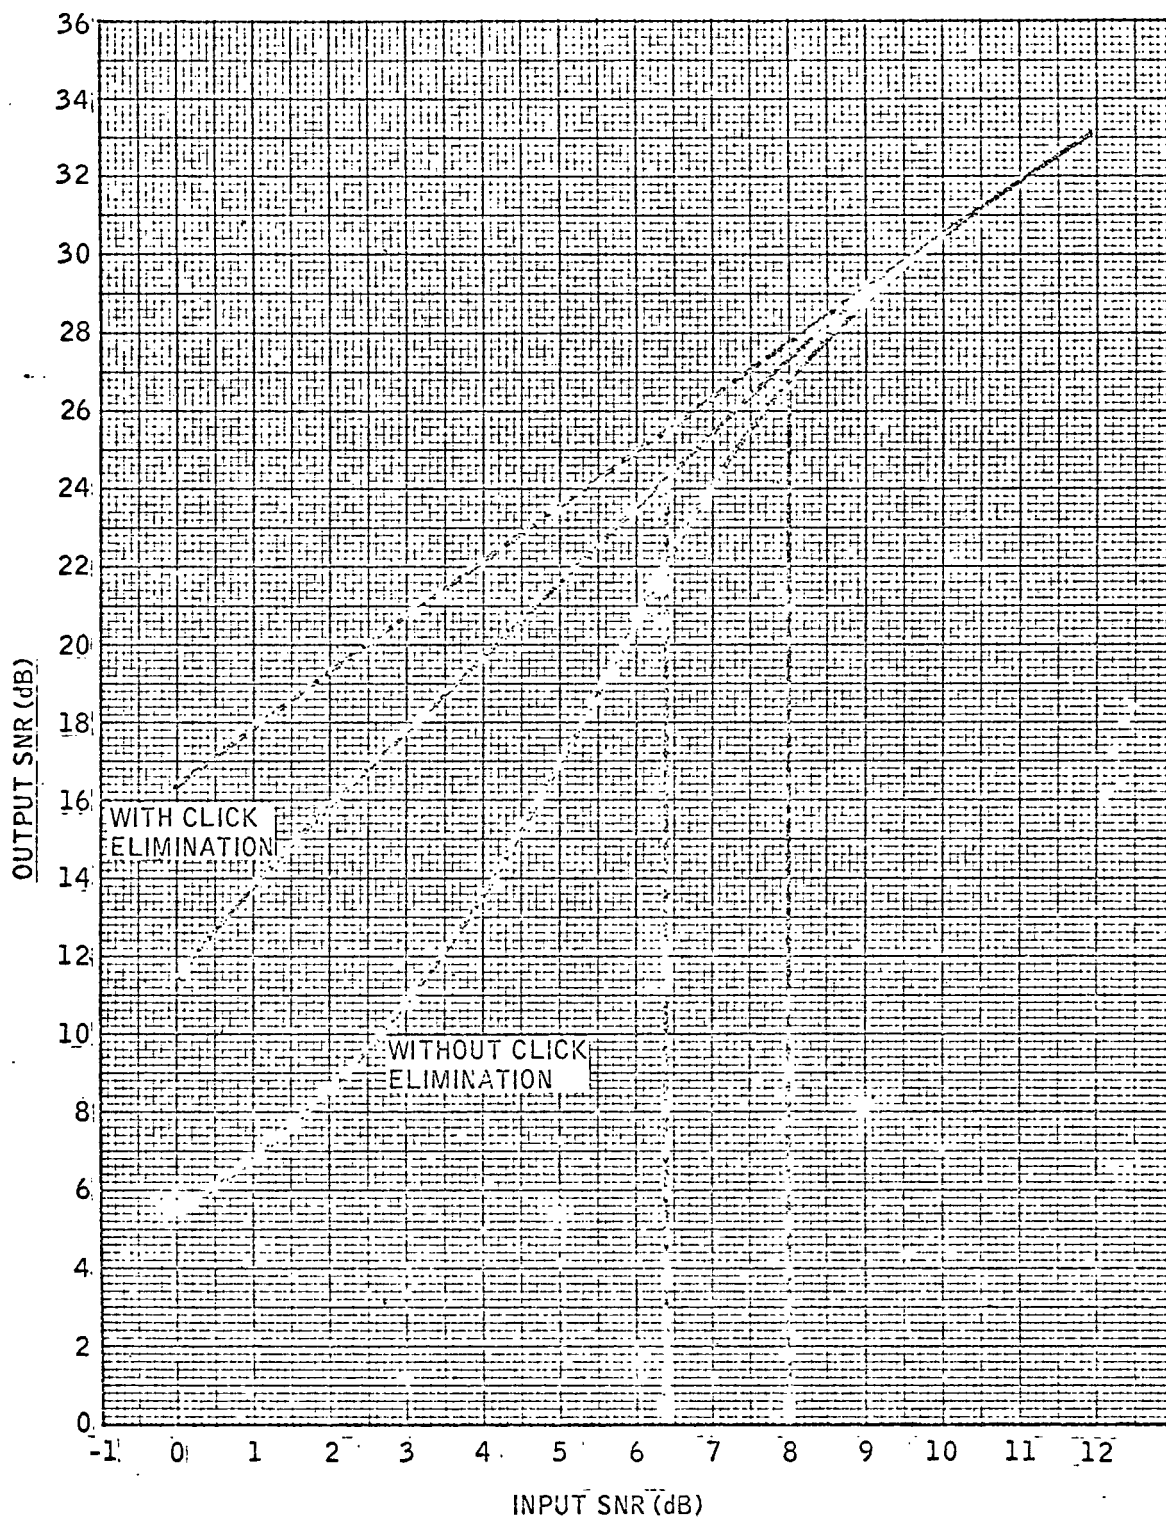 36
34
32
30
28
26
24
22
20
18
16
14
12
10
8
6
4
2
0
OUTPUT SNR (dB)
WITH CLICK
ELIMINATION
WITHOUT CLICK
ELIMINATION
-1 0 1 2 3 4 5 6 7 8 9 10 11 12
INPUT SNR (dB)